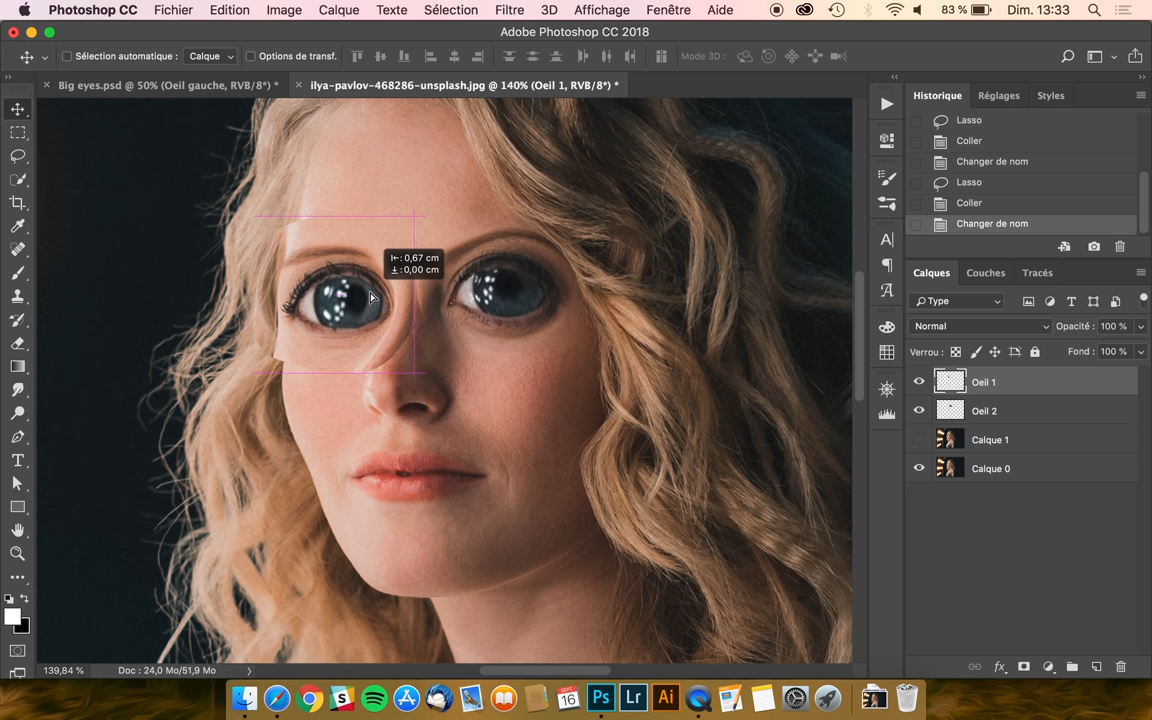 Photoshop CC Fichier Edition Image Calque Texte Sélection Filtre 3D Affichage Fenêtre Aide 83 % Dim. 13:33
Adobe Photoshop CC 2018
Sélection automatique : Calque Options de transf. Mode 3D :
Big eyes.psd @ 50% (Oeil gauche, RVB/8*) *
ilya-pavlov-468286-unsplash.jpg @ 140% (Oeil 1, RVB/8*) *
Historique Réglages Styles
Lasso
Coller
Changer de nom
Lasso
Coller
Changer de nom
: 0,67 cm
: 0,00 cm
Calques Couches Tracés
Type
Normal Opacité : 100 %
Verrou : Fond : 100 %
Oeil 1
Oeil 2
Calque 1
Calque 0
139,84 % Doc : 24,0 Mo/51,9 Mo
SEPT.
16
Ps Lr Ai